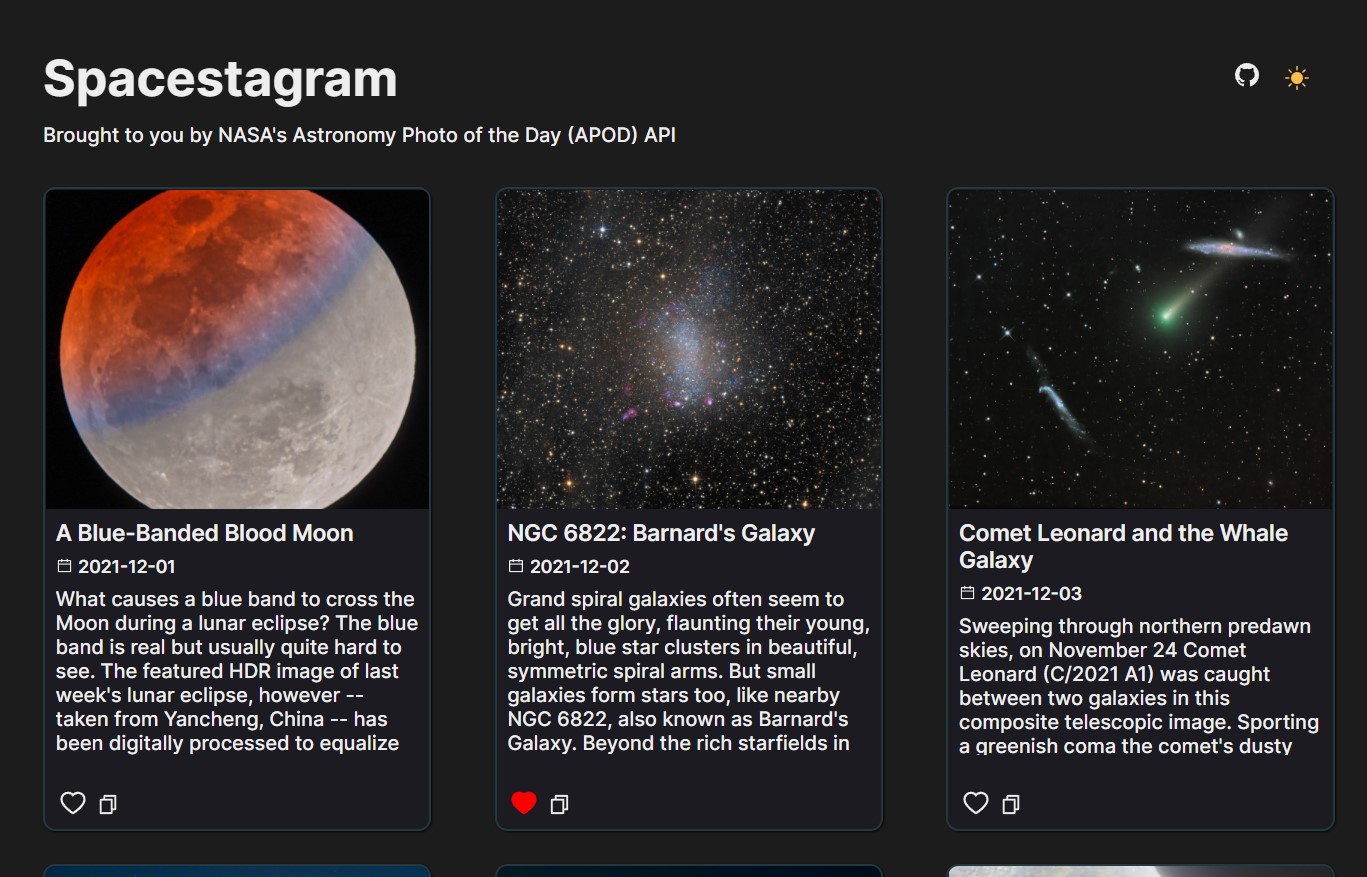 Spacestagram
Brought to you by NASA's Astronomy Photo of the Day (APOD) API
A Blue-Banded Blood Moon
2021-12-01
What causes a blue band to cross the
Moon during a lunar eclipse? The blue
band is real but usually quite hard to
see. The featured HDR image of last
week's lunar eclipse, however --
taken from Yancheng, China -- has
been digitally processed to equalize
NGC 6822: Barnard's Galaxy
2021-12-02
Grand spiral galaxies often seem to
get all the glory, flaunting their young,
bright, blue star clusters in beautiful,
symmetric spiral arms. But small
galaxies form stars too, like nearby
NGC 6822, also known as Barnard's
Galaxy. Beyond the rich starfields in
Comet Leonard and the Whale
Galaxy
2021-12-03
Sweeping through northern predawn
skies, on November 24 Comet
Leonard (C/2021 A1) was caught
between two galaxies in this
composite telescopic image. Sporting
a greenish coma the comet's dusty